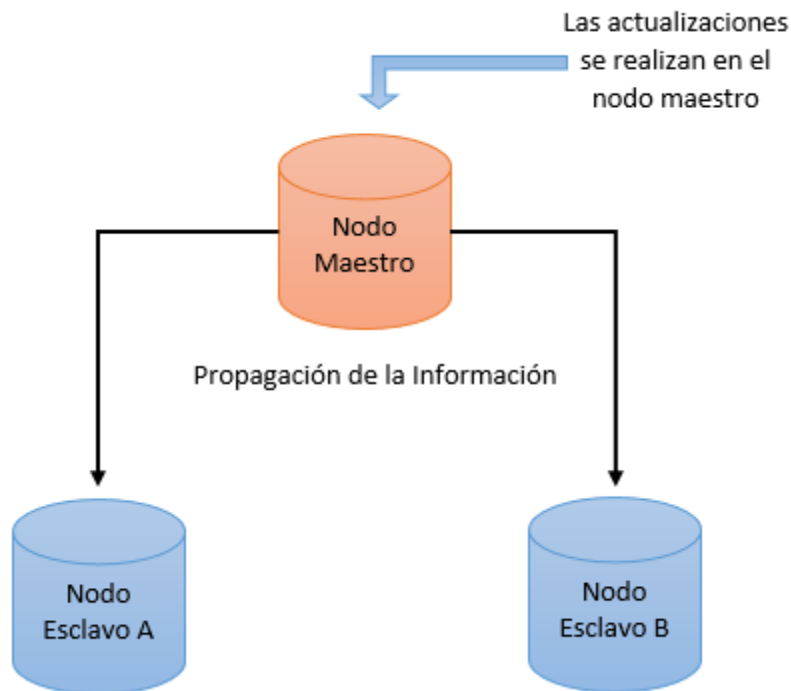 Las actualizaciones
se realizan en el
nodo maestro
Nodo
Maestro
Propagación de la Información
Nodo
Esclavo A
Nodo
Esclavo B